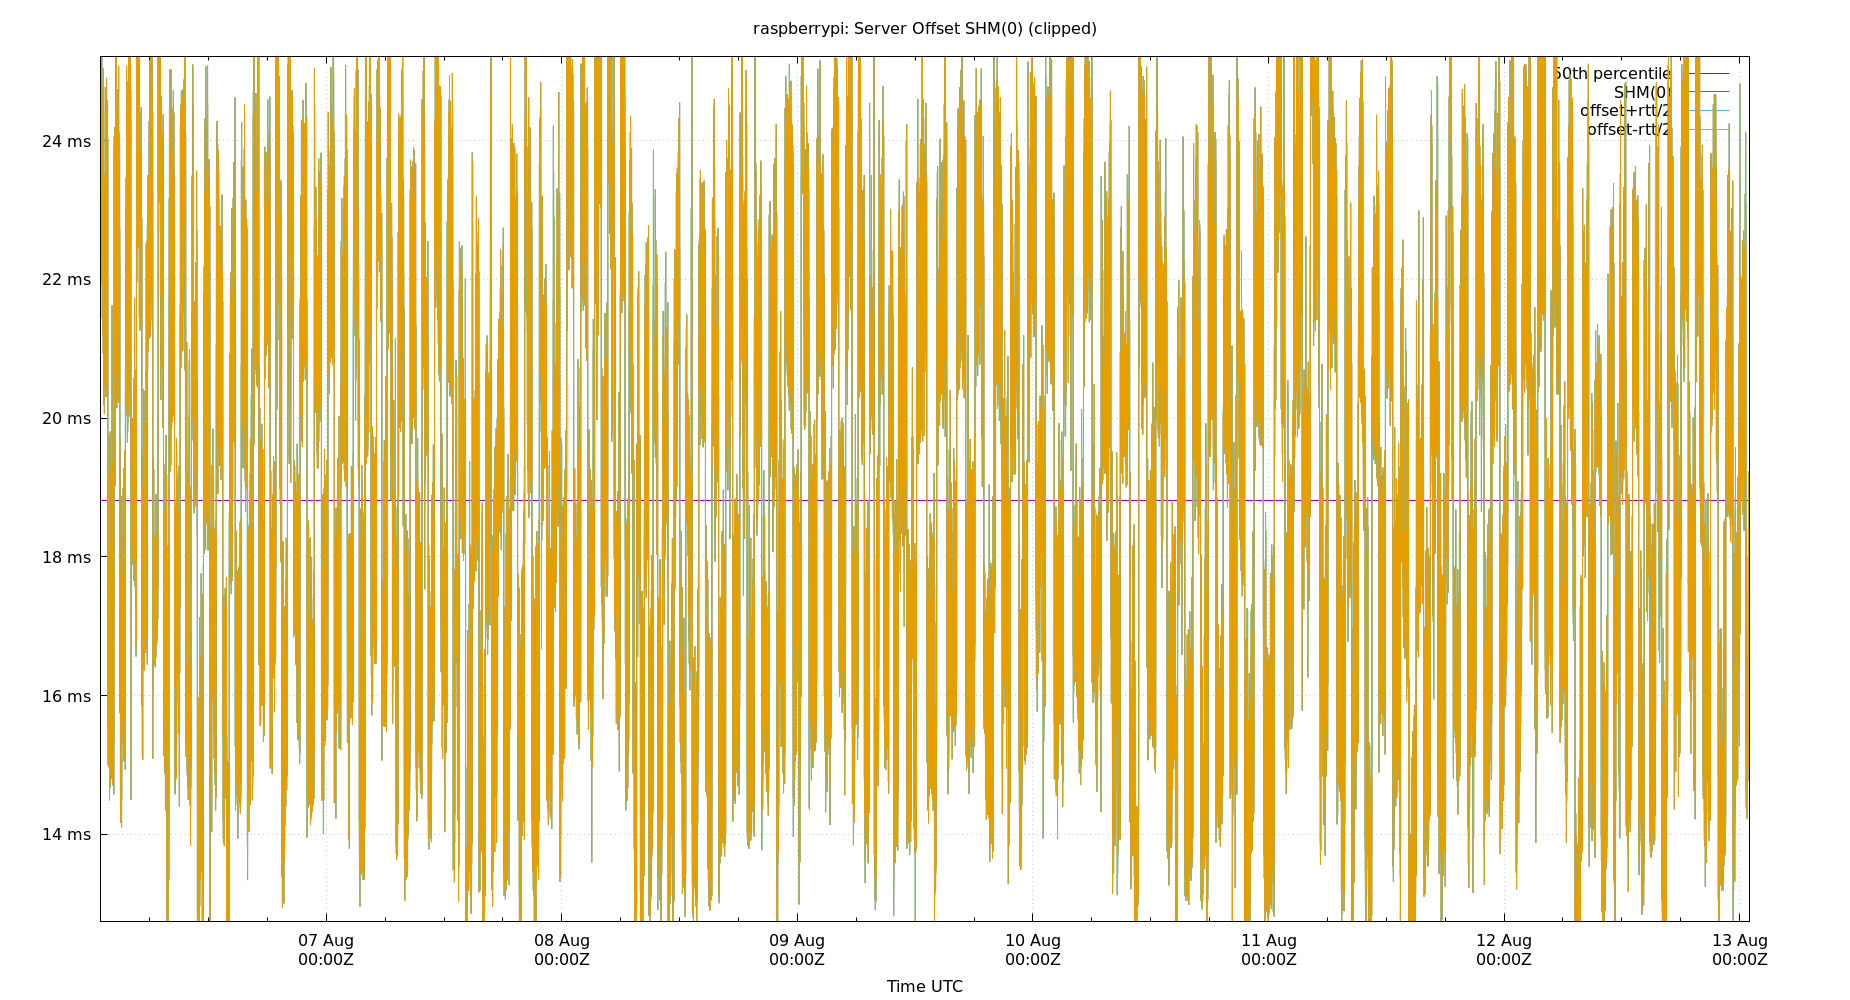 raspberrypi: Server Offset SHM(0) (clipped)
50th percentile
SHM(0)
offset+rtt/2
offset-rtt/2
24 ms
22 ms
20 ms
18 ms
16 ms
14 ms
07 Aug 08 Aug 09 Aug 10 Aug 11 Aug 12 Aug 13 Aug
00:00Z 00:00Z 00:00Z 00:00Z 00:00Z 00:00Z 00:00Z
Time UTC